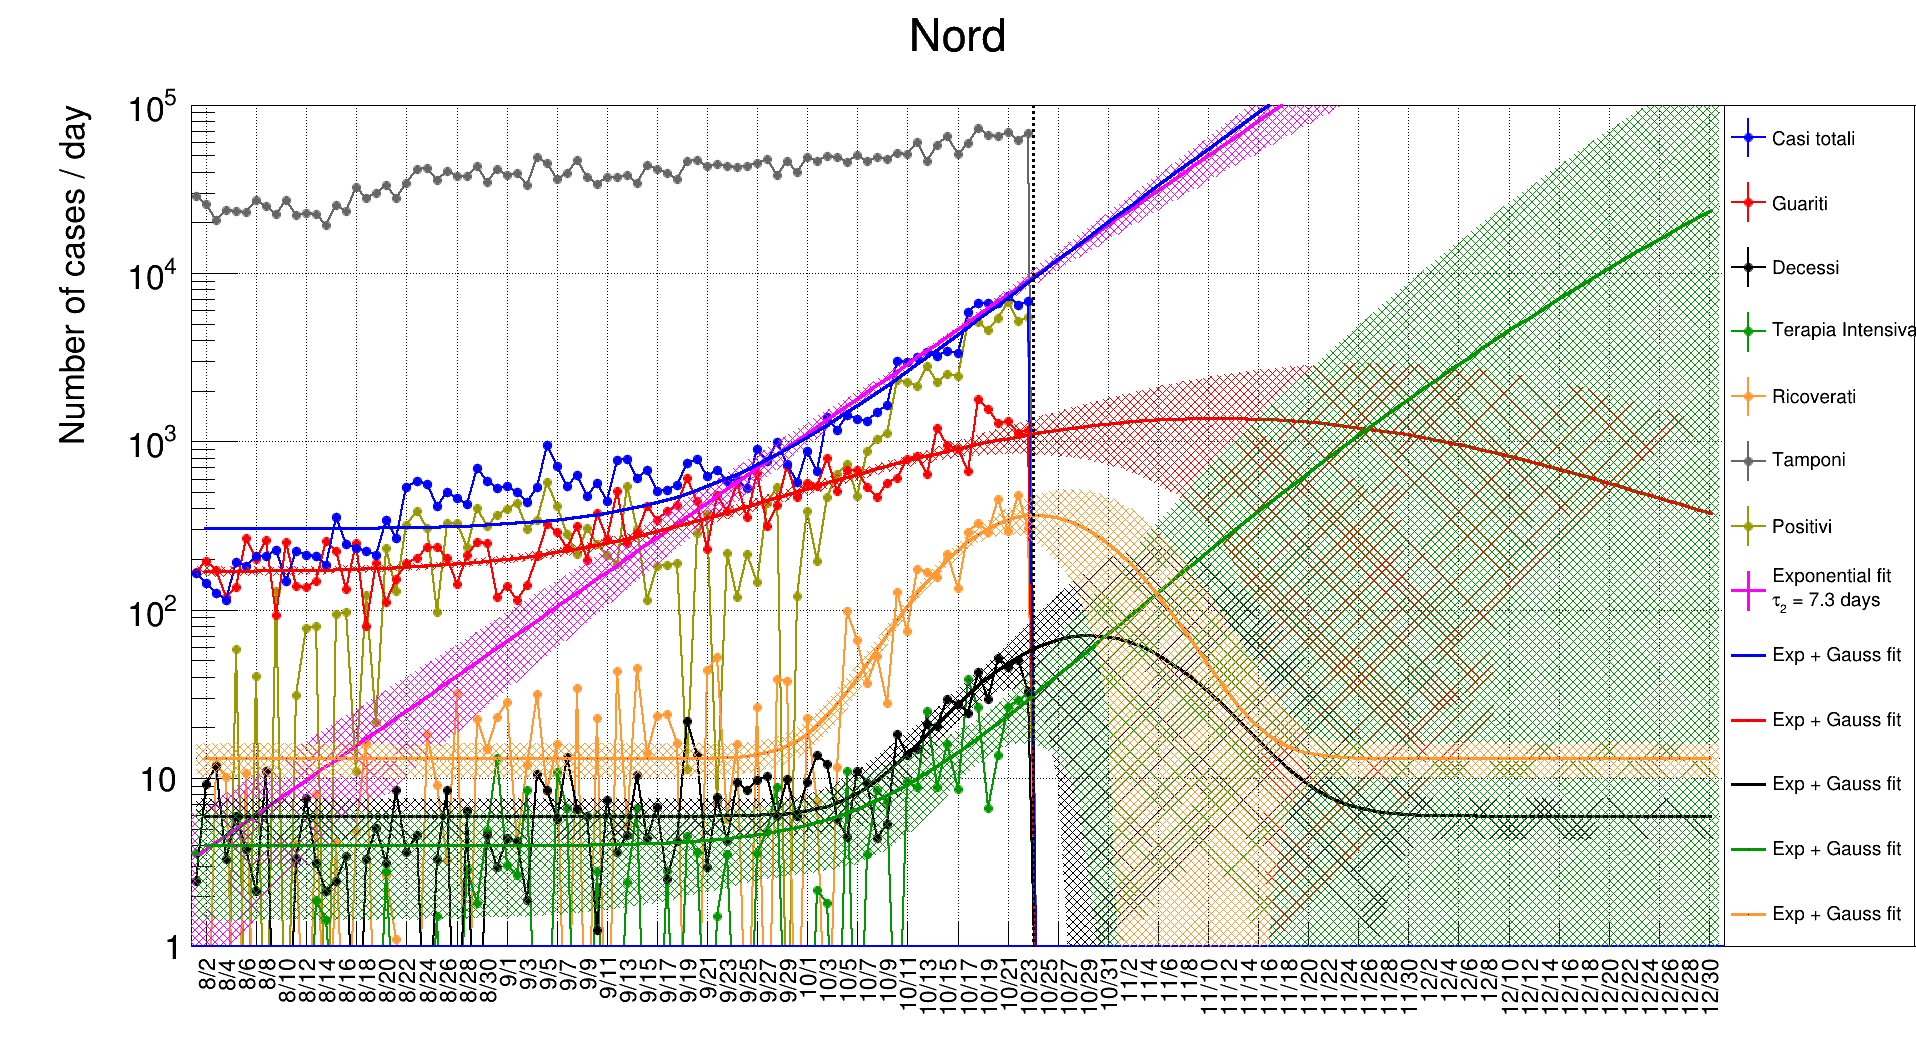 Nord
Number of cases / day
10^5
10^4
10^3
10^2
10
1
8/2 8/4 8/6 8/8 8/10 8/12 8/14 8/16 8/18 8/20 8/22 8/24 8/26 8/28 8/30 9/1 9/3 9/5 9/7 9/9 9/11 9/13 9/15 9/17 9/19 9/21 9/23 9/25 9/27 9/29 10/1 10/3 10/5 10/7 10/9 10/11 10/13 10/15 10/17 10/19 10/21 10/23 10/25 10/27 10/29 10/31 11/2 11/4 11/6 11/8 11/10 11/12 11/14 11/16 11/18 11/20 11/22 11/24 11/26 11/28 11/30 12/2 12/4 12/6 12/8 12/10 12/12 12/14 12/16 12/18 12/20 12/22 12/24 12/26 12/28 12/30
Casi totali
Guariti
Decessi
Terapia Intensiva
Ricoverati
Tamponi
Positivi
Exponential fit
τ2 = 7.3 days
Exp + Gauss fit
Exp + Gauss fit
Exp + Gauss fit
Exp + Gauss fit
Exp + Gauss fit